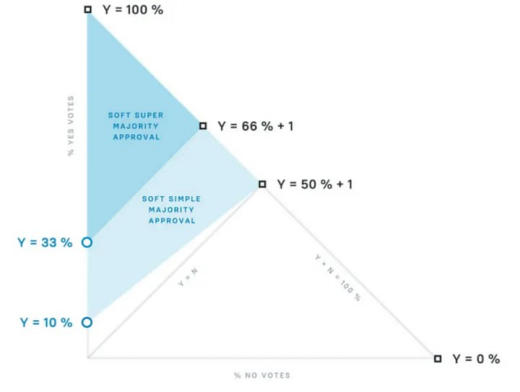 Y = 100 %
% YES VOTES
SOFT SUPER
MAJORITY
APPROVAL
Y = 66 % + 1
Y = 50 % + 1
SOFT SIMPLE
MAJORITY
APPROVAL
Y = 33 %
Y = N
Y + N = 100 %
Y = 10 %
Y = 0 %
% NO VOTES